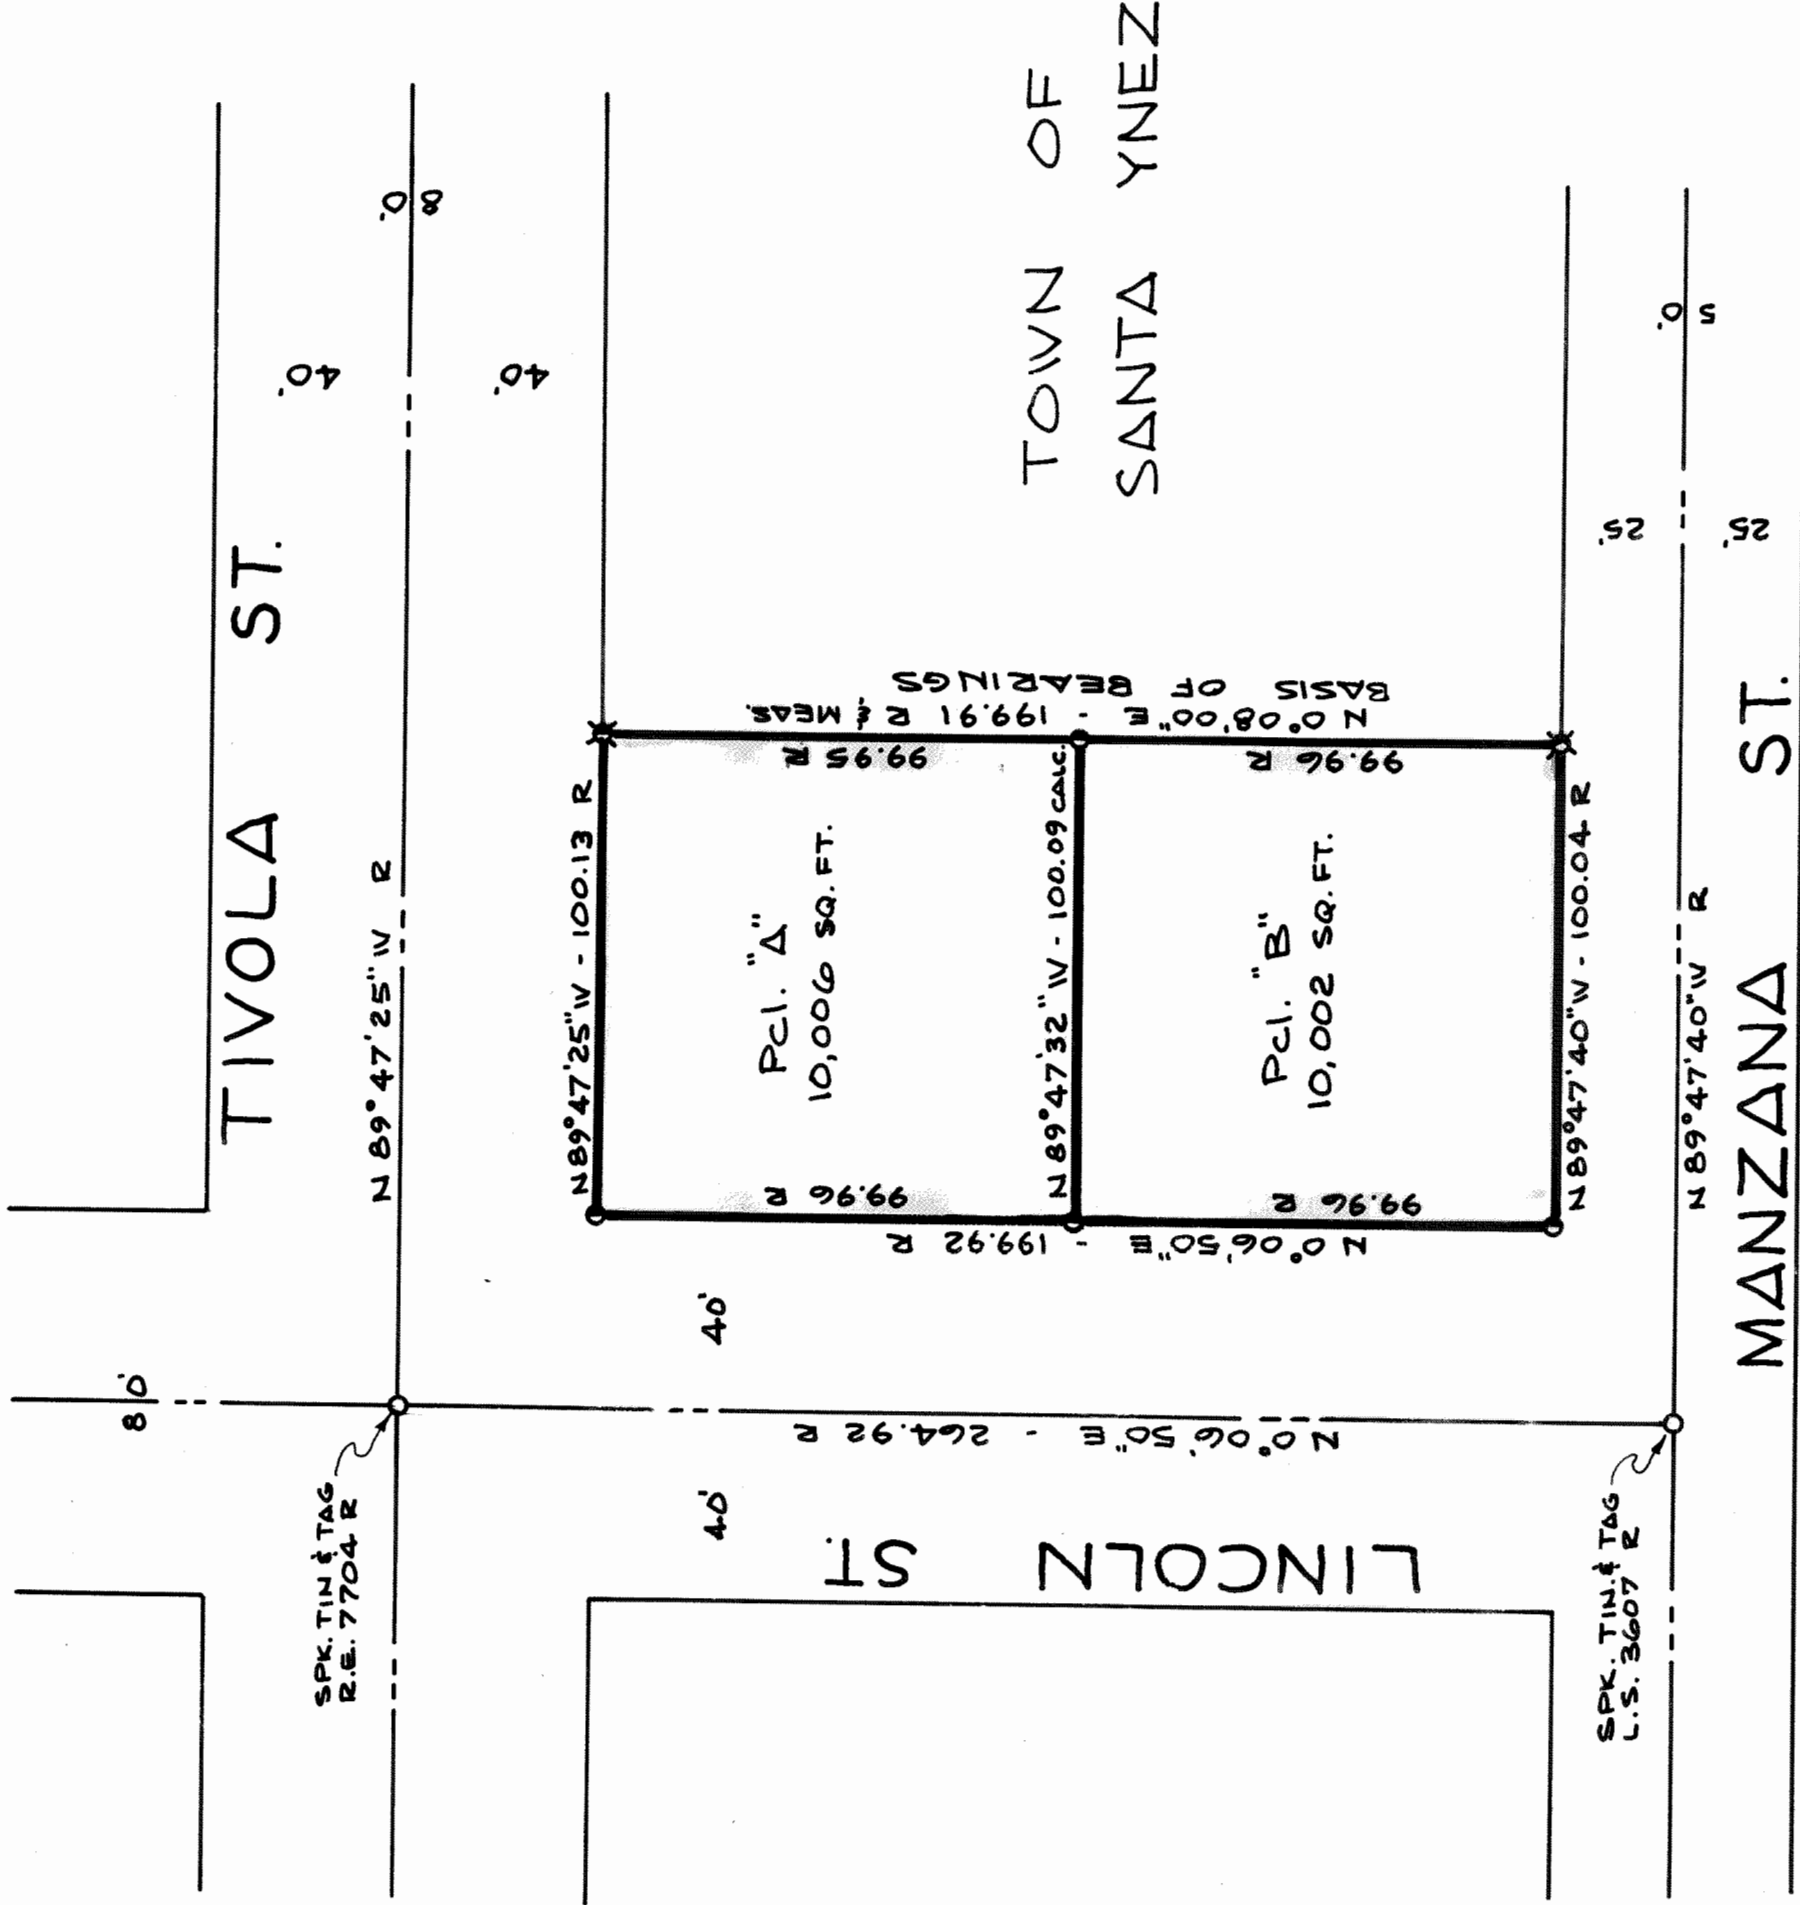 TOWN OF
SANTA YNEZ
TIVOLA ST.
80'
40'
40'
N 89°47'25"W R
N 89°47'25"W - 100.13 R
BASIS OF BEARINGS
N 0°08'00"E - 199.91 R & MEAS.
99.95 R
99.96 R
Pcl. "A"
10,006 SQ.FT.
N 89°47'32"W - 100.09 CALC.
Pcl. "B"
10,002 SQ.FT.
99.96 R
99.96 R
N 0°06'50"E - 199.92 R
N 89°47'40"W - 100.04 R
N 89°47'40"W R
50'
25'
25'
MANZANA ST.
80'
40'
40'
N 0°06'50"E - 264.92 R
LINCOLN ST.
SPK. TIN & TAG
R.E. 7704 R
SPK. TIN. & TAG
L.S. 3607 R